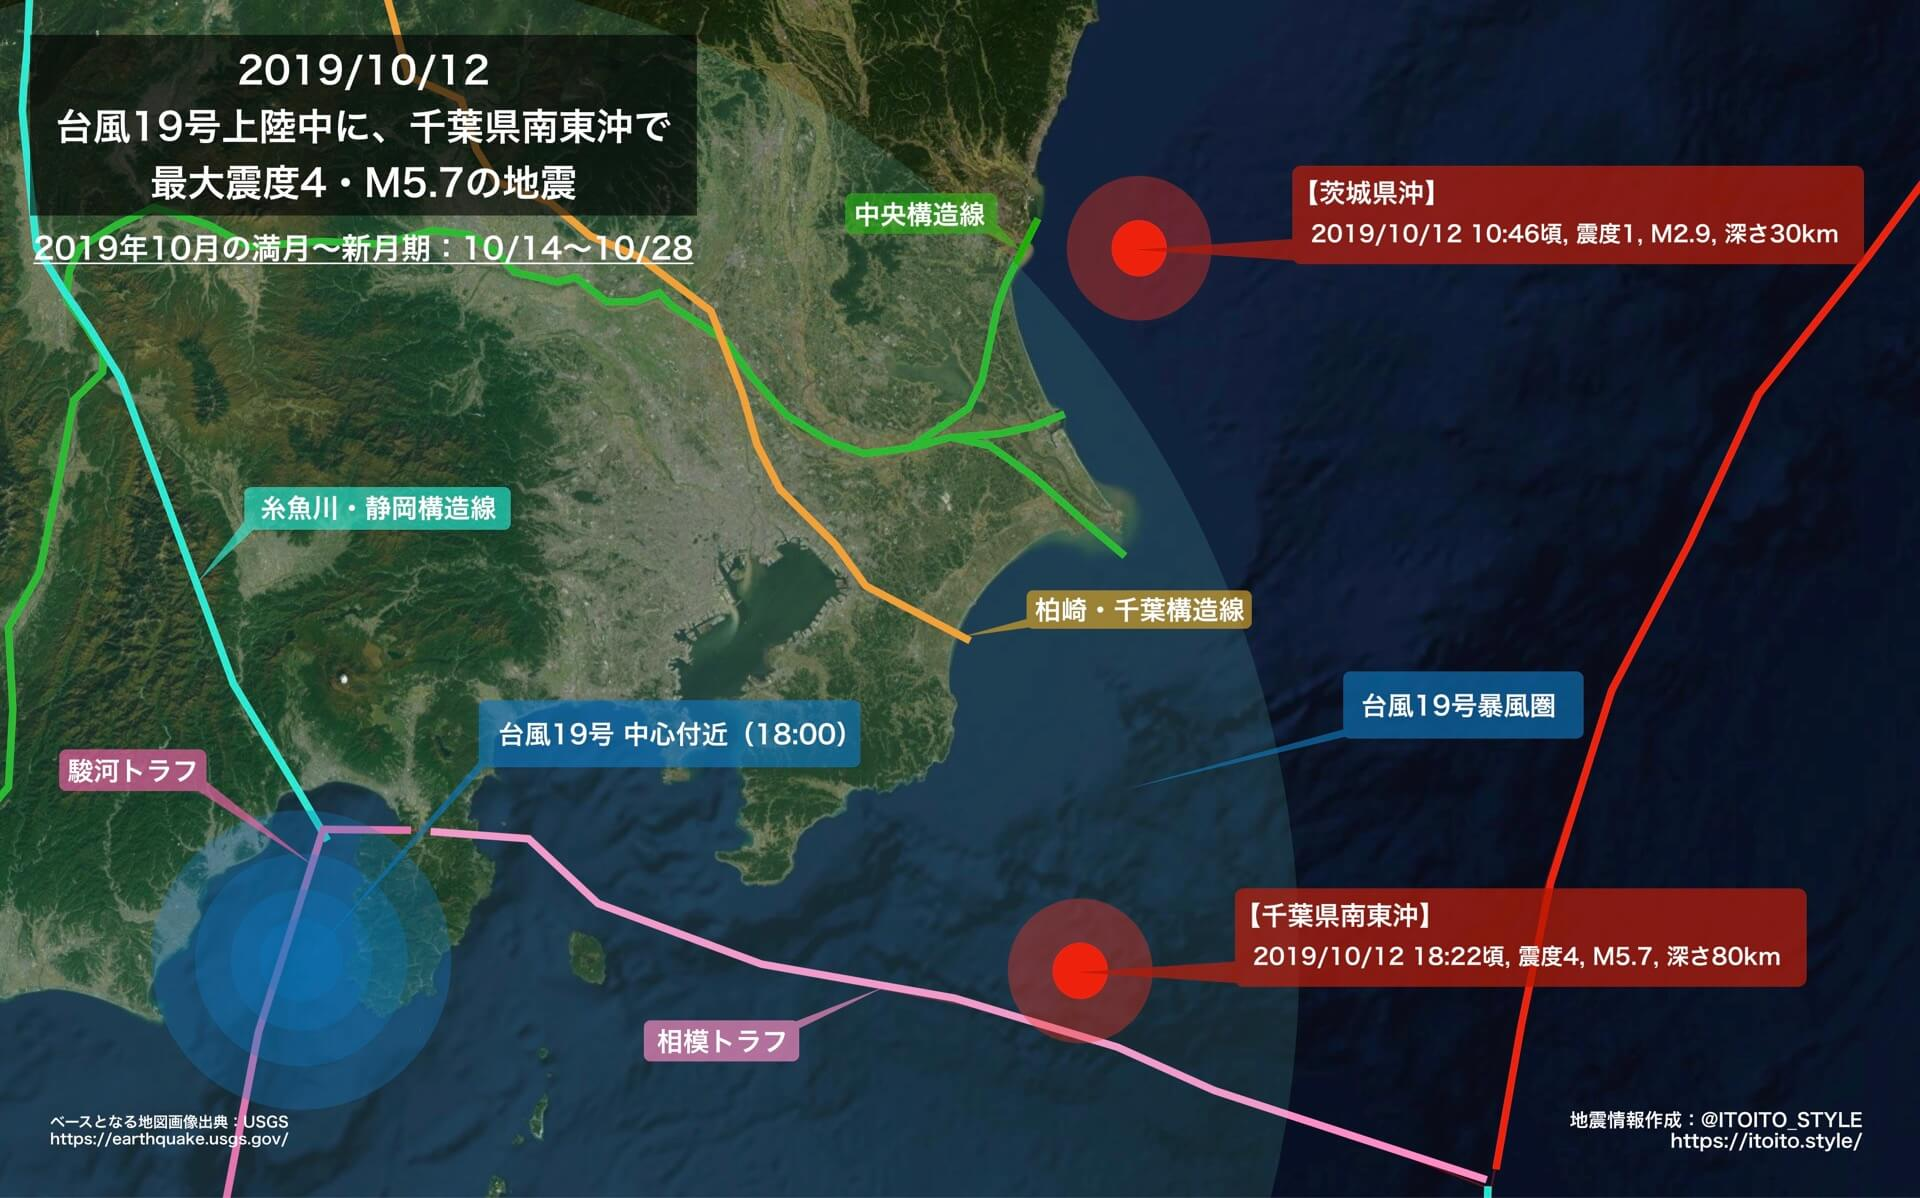 2019/10/12
台風19号上陸中に、千葉県南東沖で
最大震度4・M5.7の地震
2019年10月の満月〜新月期：10/14〜10/28
中央構造線
【茨城県沖】
2019/10/12 10:46頃, 震度1, M2.9, 深さ30km
糸魚川・静岡構造線
柏崎・千葉構造線
台風19号暴風圏
台風19号 中心付近（18:00）
駿河トラフ
【千葉県南東沖】
2019/10/12 18:22頃, 震度4, M5.7, 深さ80km
相模トラフ
ベースとなる地図画像出典：USGS
https://earthquake.usgs.gov/
地震情報作成：@ITOITO_STYLE
https://itoito.style/